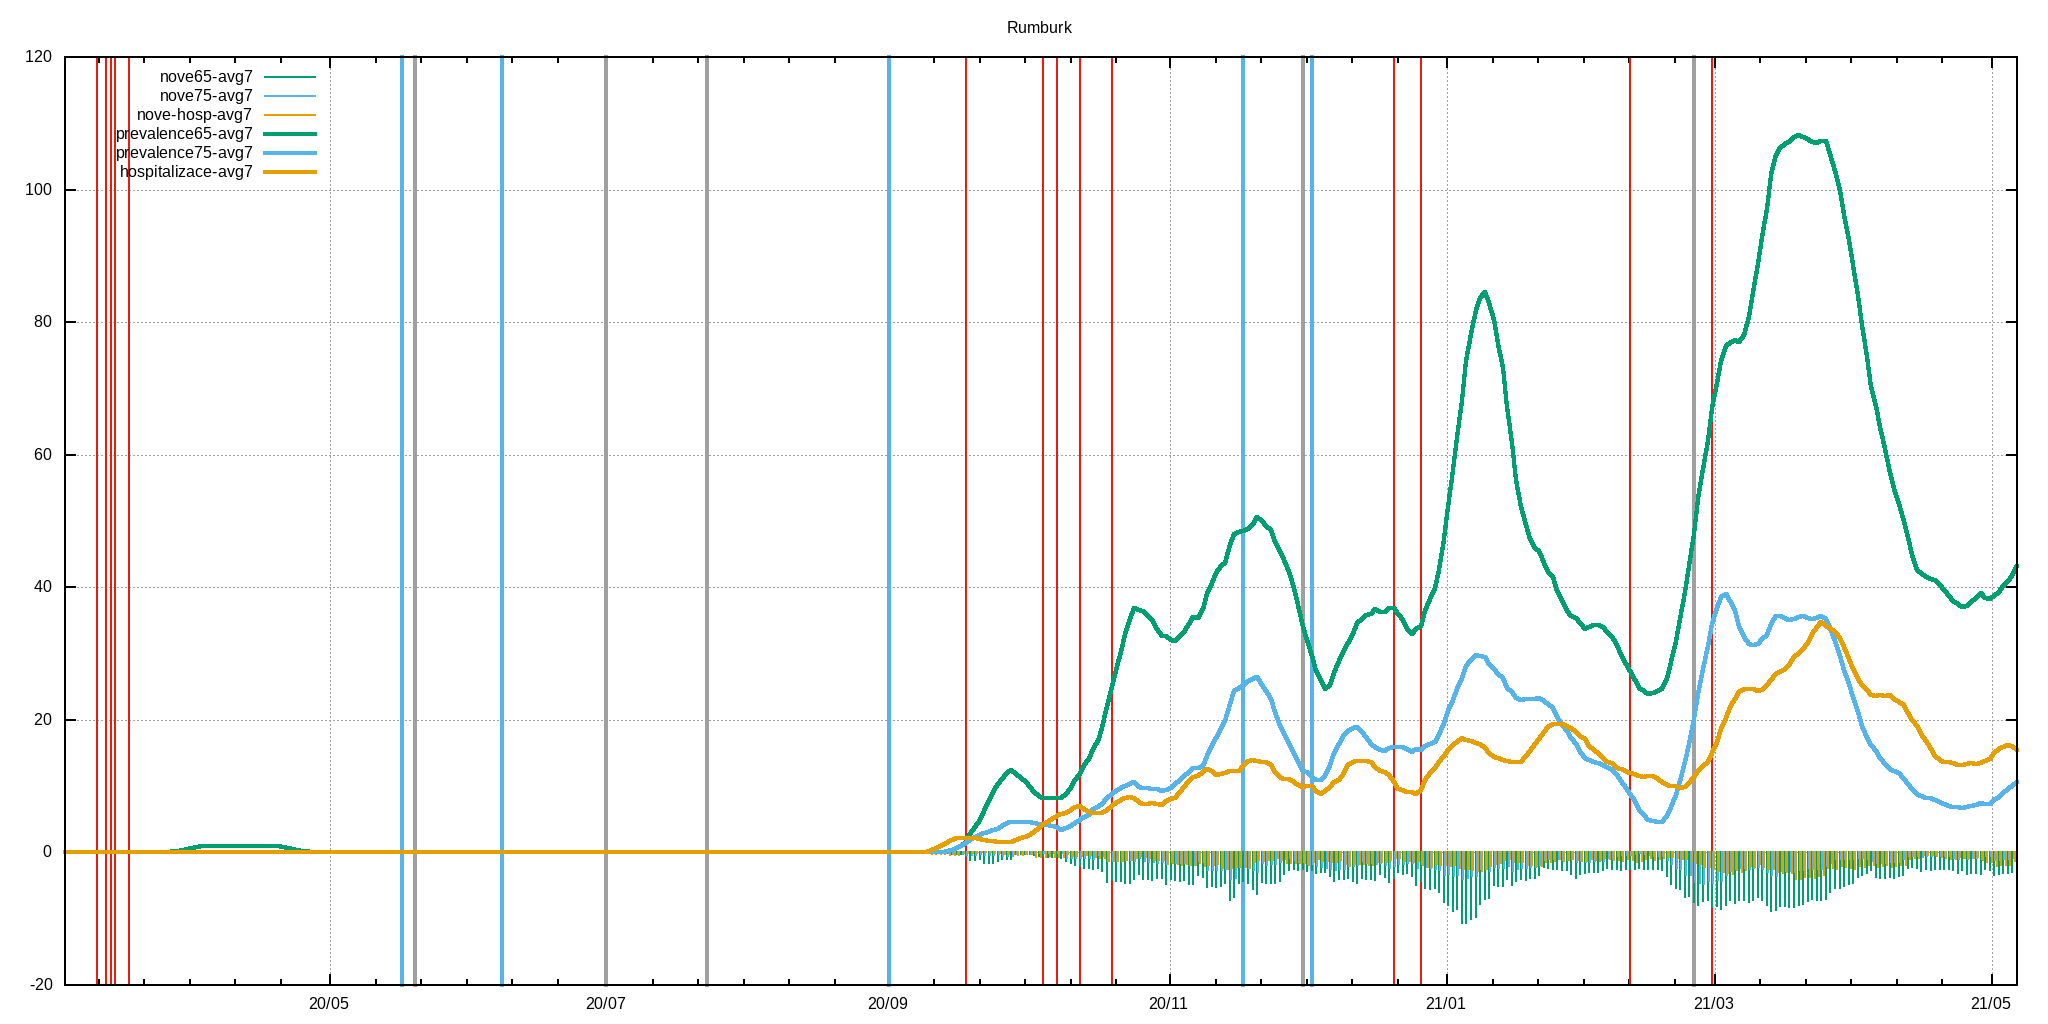 Rumburk
120
nove65-avg7
nove75-avg7
nove-hosp-avg7
prevalence65-avg7
prevalence75-avg7
hospitalizace-avg7
100
80
60
40
20
0
-20
20/05 20/07 20/09 20/11 21/01 21/03 21/05